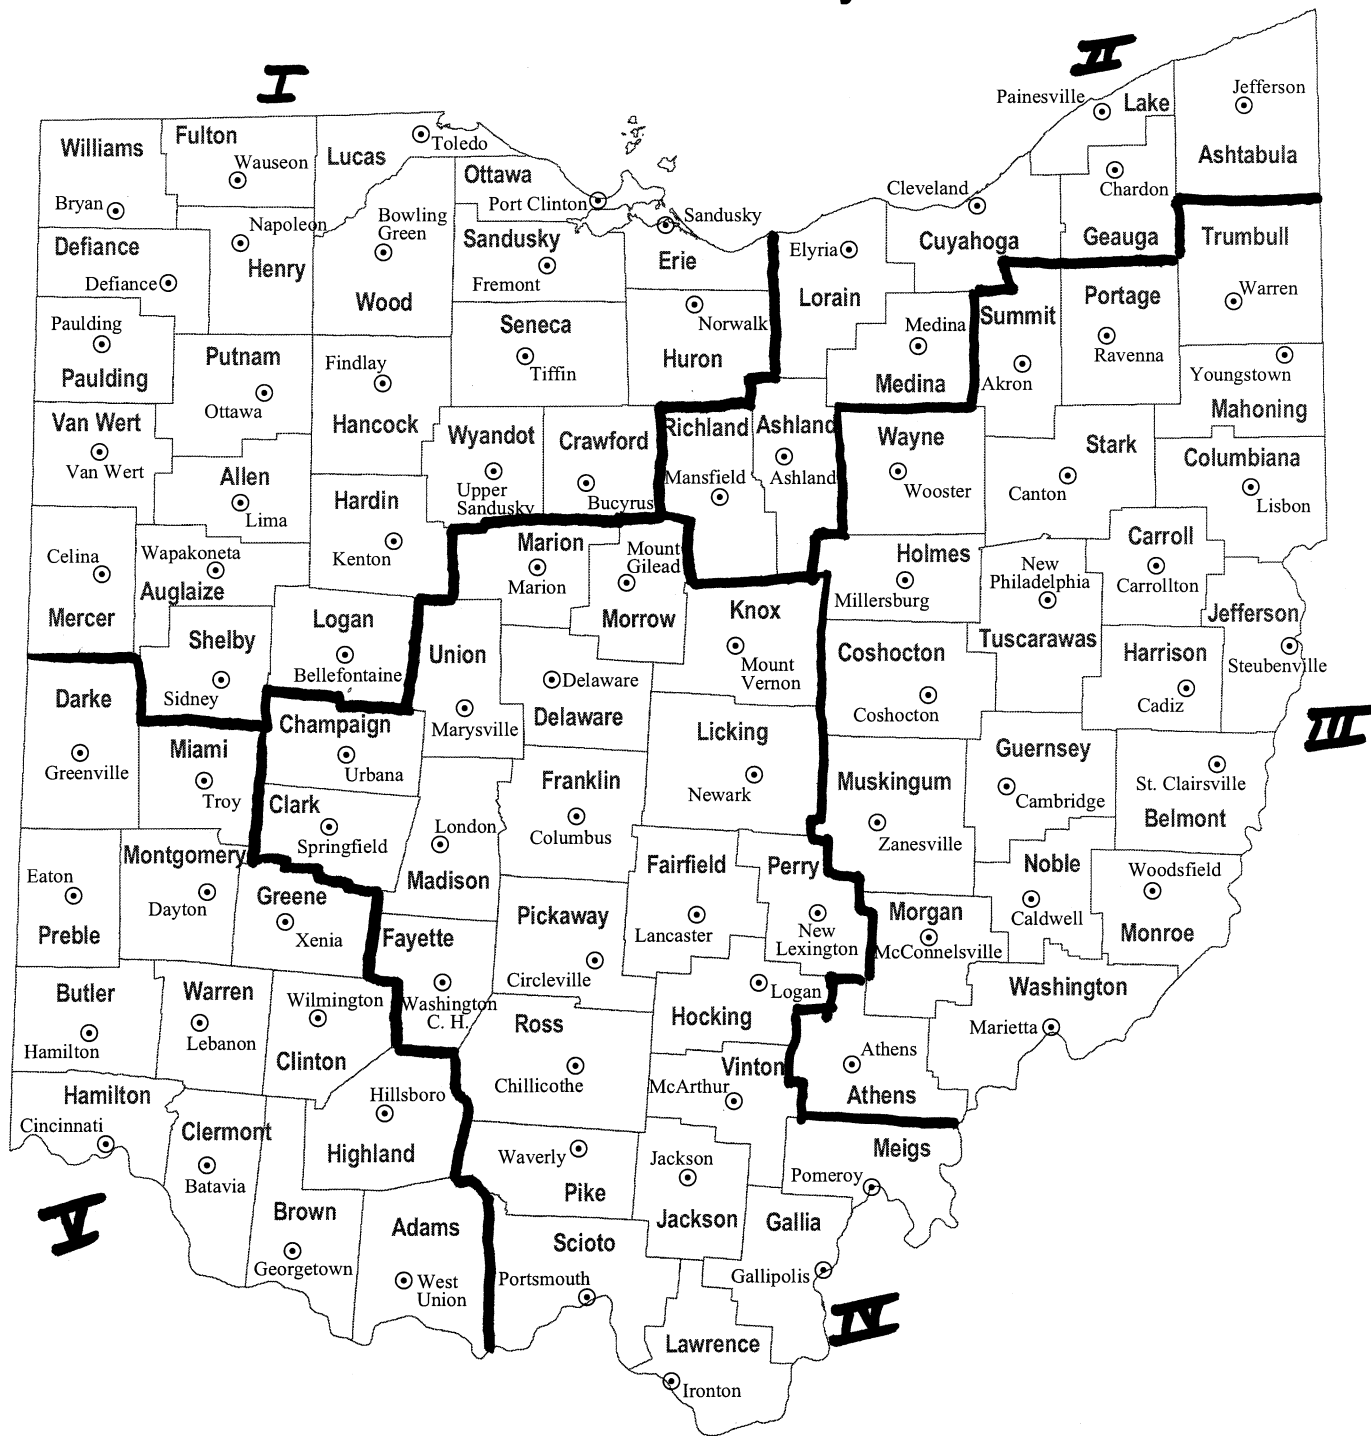 I
II
Williams
Bryan
Fulton
Wauseon
Lucas
Toledo
Ottawa
Port Clinton
Sandusky
Painesville
Lake
Jefferson
Ashtabula
Chardon
Geauga
Cleveland
Cuyahoga
Trumbull
Warren
Defiance
Defiance
Napoleon
Henry
Bowling
Green
Wood
Sandusky
Fremont
Erie
Elyria
Lorain
Norwalk
Huron
Medina
Medina
Summit
Akron
Portage
Ravenna
Youngstown
Mahoning
Paulding
Paulding
Putnam
Ottawa
Findlay
Hancock
Seneca
Tiffin
Van Wert
Van Wert
Allen
Lima
Hardin
Kenton
Wyandot
Upper
Sandusky
Crawford
Bucyrus
Richland
Mansfield
Ashland
Ashland
Wayne
Wooster
Stark
Canton
Columbiana
Lisbon
Celina
Mercer
Wapakoneta
Auglaize
Marion
Marion
Mount
Gilead
Morrow
Holmes
Millersburg
New
Philadelphia
Tuscarawas
Carroll
Carrollton
Jefferson
Steubenville
Shelby
Sidney
Logan
Bellefontaine
Union
Marysville
Delaware
Delaware
Knox
Mount
Vernon
Coshocton
Coshocton
Harrison
Cadiz
III
Darke
Greenville
Miami
Troy
Champaign
Urbana
Licking
Newark
Guernsey
Cambridge
St. Clairsville
Belmont
Clark
Springfield
London
Madison
Franklin
Columbus
Muskingum
Zanesville
Montgomery
Dayton
Eaton
Preble
Greene
Xenia
Fairfield
Lancaster
Perry
New
Lexington
Morgan
McConnelsville
Noble
Caldwell
Woodsfield
Monroe
Fayette
Washington
C. H.
Pickaway
Circleville
Butler
Hamilton
Warren
Lebanon
Wilmington
Clinton
Logan
Hocking
Washington
Marietta
Ross
Chillicothe
Vinton
McArthur
Athens
Athens
Hamilton
Cincinnati
Clermont
Batavia
Hillsboro
Highland
Waverly
Pike
Jackson
Jackson
Meigs
Pomeroy
V
Brown
Georgetown
Adams
West
Union
Scioto
Portsmouth
Gallia
Gallipolis
IV
Lawrence
Ironton